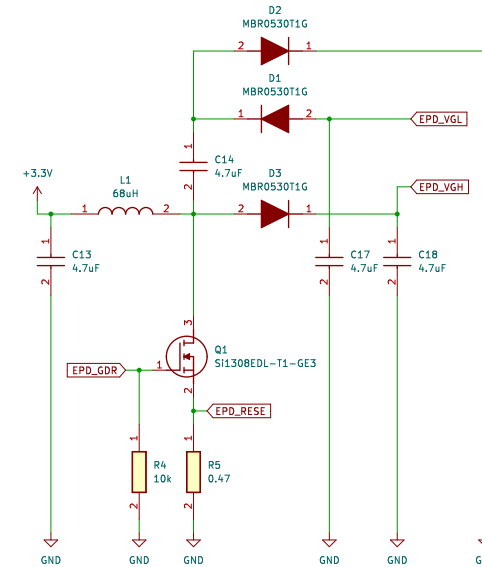 D2
MBR0530T1G
2 1
D1
MBR0530T1G
1 2
EPD_VGL
1
C14
4.7uF
2
D3
MBR0530T1G
2 1
EPD_VGH
+3.3V
L1
68uH
1 2
1
C13
4.7uF
2
1
C17
4.7uF
2
1
C18
4.7uF
2
3
Q1
Si1308EDL-T1-GE3
EPD_GDR
1
2
EPD_RESE
1
R4
10k
2
1
R5
0.47
2
GND
GND
GND
GND
GND
G